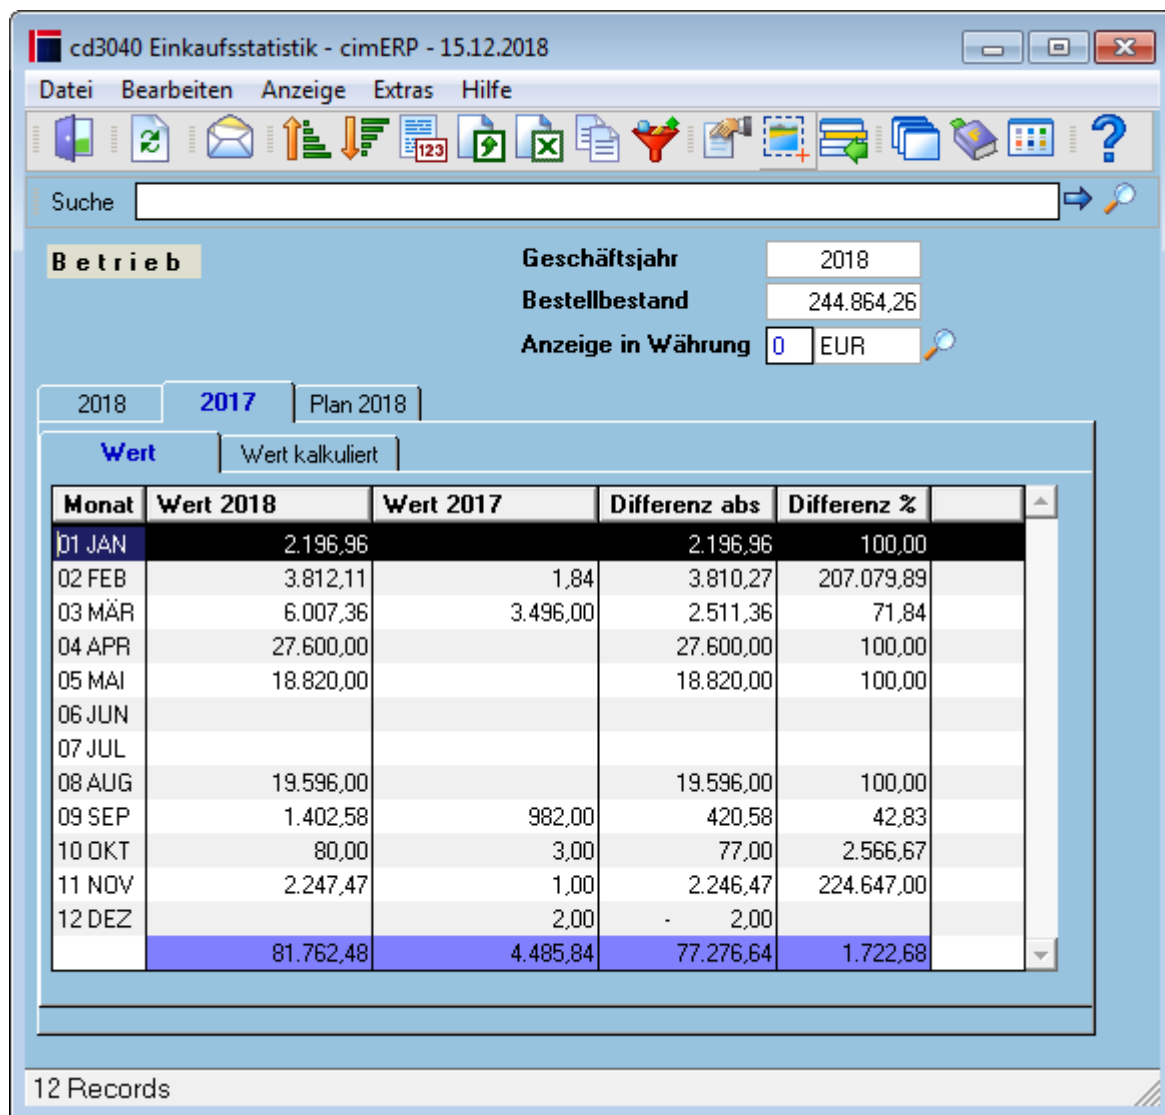 cd3040 Einkaufsstatistik - cimERP - 15.12.2018
Datei Bearbeiten Anzeige Extras Hilfe
123 ?
Suche
Betrieb
Geschäftsjahr 2018
Bestellbestand 244.864,26
Anzeige in Währung 0 EUR
2018 2017 Plan 2018
Wert Wert kalkuliert
Monat Wert 2018 Wert 2017 Differenz abs Differenz %
01 JAN 2.196,96 2.196,96 100,00
02 FEB 3.812,11 1,84 3.810,27 207.079,89
03 MÄR 6.007,36 3.496,00 2.511,36 71,84
04 APR 27.600,00 27.600,00 100,00
05 MAI 18.820,00 18.820,00 100,00
06 JUN
07 JUL
08 AUG 19.596,00 19.596,00 100,00
09 SEP 1.402,58 982,00 420,58 42,83
10 OKT 80,00 3,00 77,00 2.566,67
11 NOV 2.247,47 1,00 2.246,47 224.647,00
12 DEZ 2,00 - 2,00
81.762,48 4.485,84 77.276,64 1.722,68
12 Records